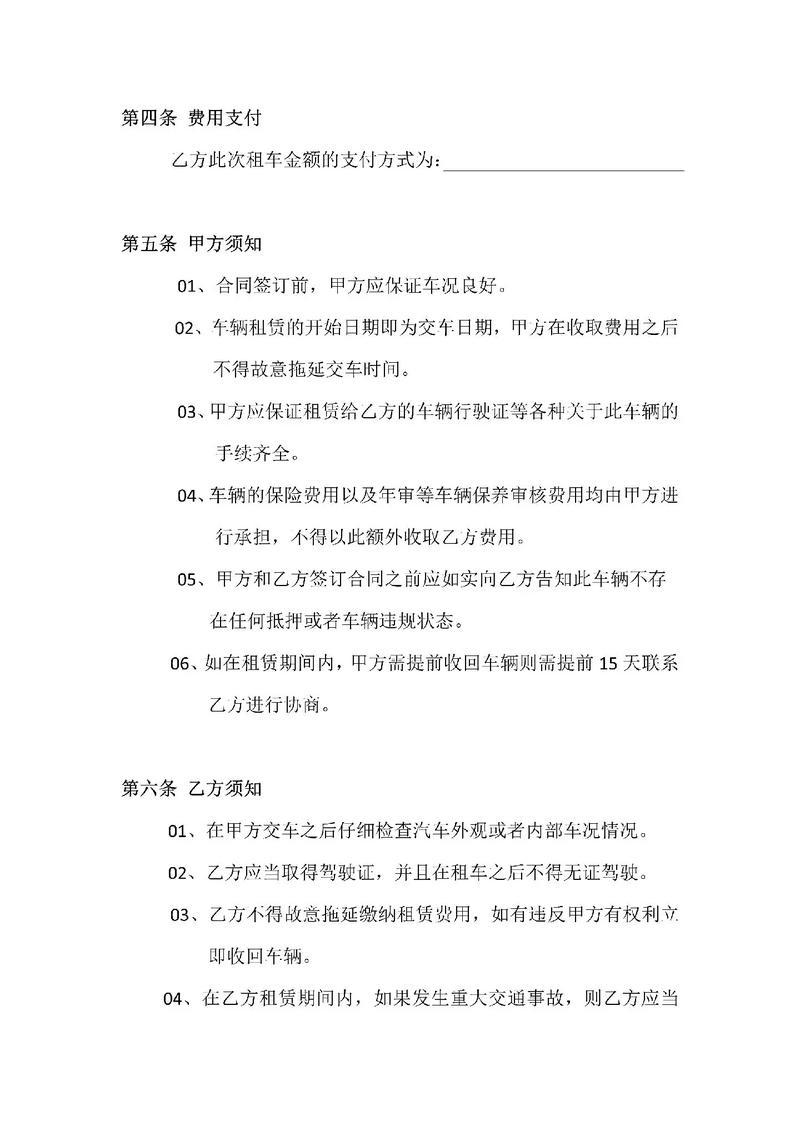 第四条 费用支付
乙方此次租车金额的支付方式为:
第五条 甲方须知
01、合同签订前，甲方应保证车况良好。
02、车辆租赁的开始日期即为交车日期，甲方在收取费用之后
不得故意拖延交车时间。
03、甲方应保证租赁给乙方的车辆行驶证等各种关于此车辆的
手续齐全。
04、车辆的保险费用以及年审等车辆保养审核费用均由甲方进
行承担，不得以此额外收取乙方费用。
05、甲方和乙方签订合同之前应如实向乙方告知此车辆不存
在任何抵押或者车辆违规状态。
06、如在租赁期间内，甲方需提前收回车辆则需提前 15 天联系
乙方进行协商。
第六条 乙方须知
01、在甲方交车之后仔细检查汽车外观或者内部车况情况。
02、乙方应当取得驾驶证，并且在租车之后不得无证驾驶。
03、乙方不得故意拖延缴纳租赁费用，如有违反甲方有权利立
即收回车辆。
04、在乙方租赁期间内，如果发生重大交通事故，则乙方应当